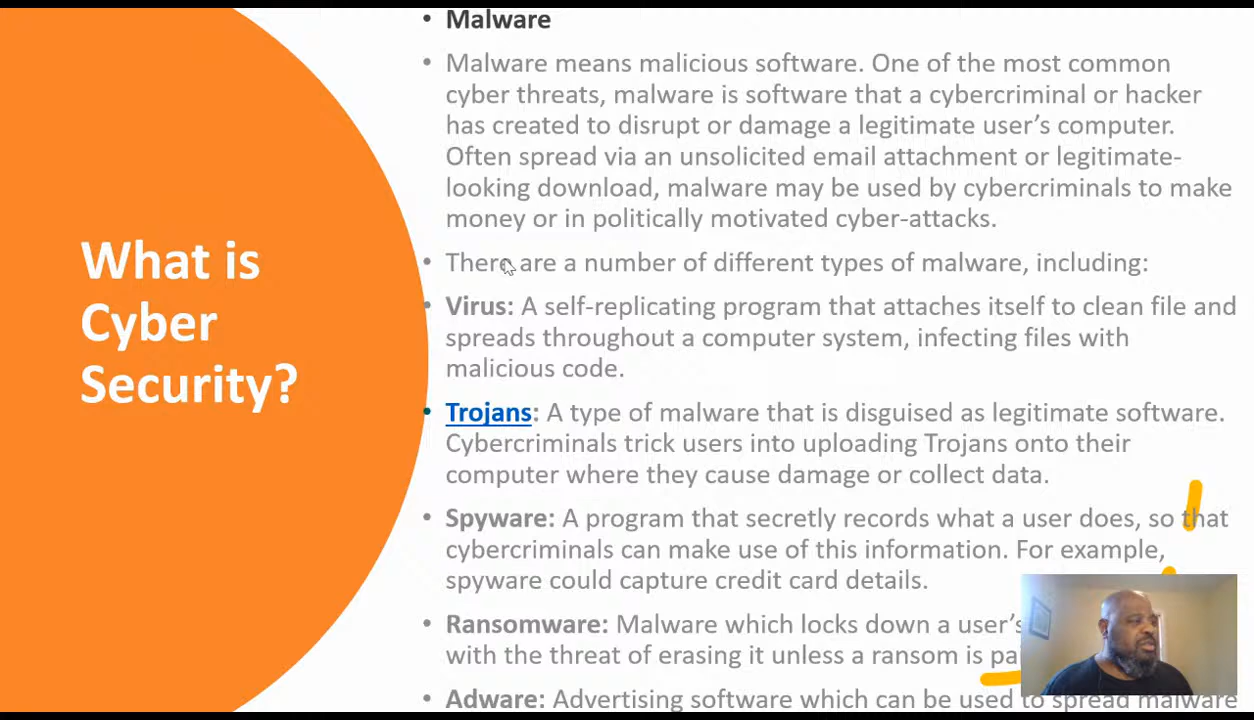 What is
Cyber
Security?
• Malware
• Malware means malicious software. One of the most common
cyber threats, malware is software that a cybercriminal or hacker
has created to disrupt or damage a legitimate user’s computer.
Often spread via an unsolicited email attachment or legitimate-
looking download, malware may be used by cybercriminals to make
money or in politically motivated cyber-attacks.
• There are a number of different types of malware, including:
• Virus: A self-replicating program that attaches itself to clean file and
spreads throughout a computer system, infecting files with
malicious code.
• Trojans: A type of malware that is disguised as legitimate software.
Cybercriminals trick users into uploading Trojans onto their
computer where they cause damage or collect data.
• Spyware: A program that secretly records what a user does, so that
cybercriminals can make use of this information. For example,
spyware could capture credit card details.
• Ransomware: Malware which locks down a user’s
with the threat of erasing it unless a ransom is
• Adware: Advertising software which can be used to spread malware